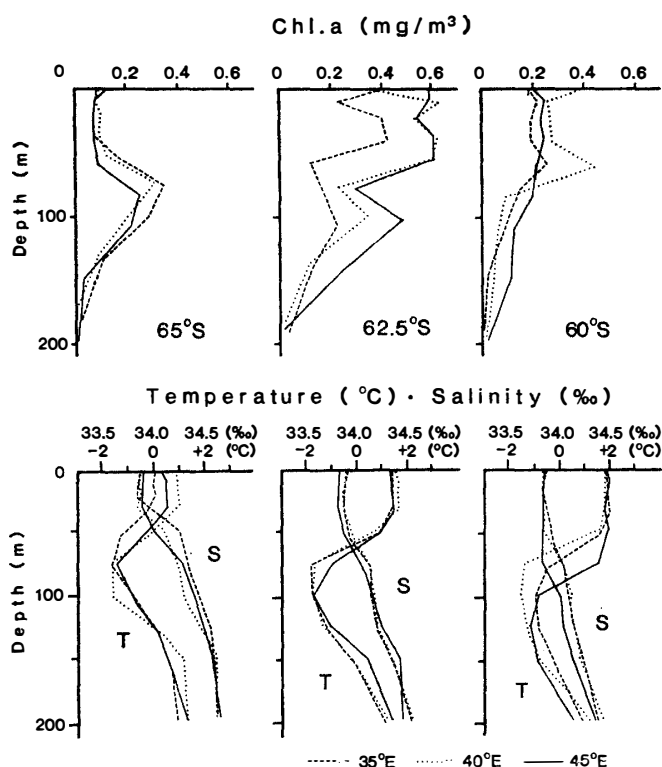 Chl.a (mg/m³)
0 0.2 0.4 0.6 0 0.2 0.4 0.6 0 0.2 0.4 0.6
0
Depth (m)
100
200
65°S 62.5°S 60°S
Temperature (°C)・Salinity (‰)
33.5 34.0 34.5 (‰) 33.5 34.0 34.5 (‰) 33.5 34.0 34.5 (‰)
-2 0 +2 (°C) -2 0 +2 (°C) -2 0 +2 (°C)
0
Depth (m)
100
200
S S S
T T T
35°E 40°E 45°E